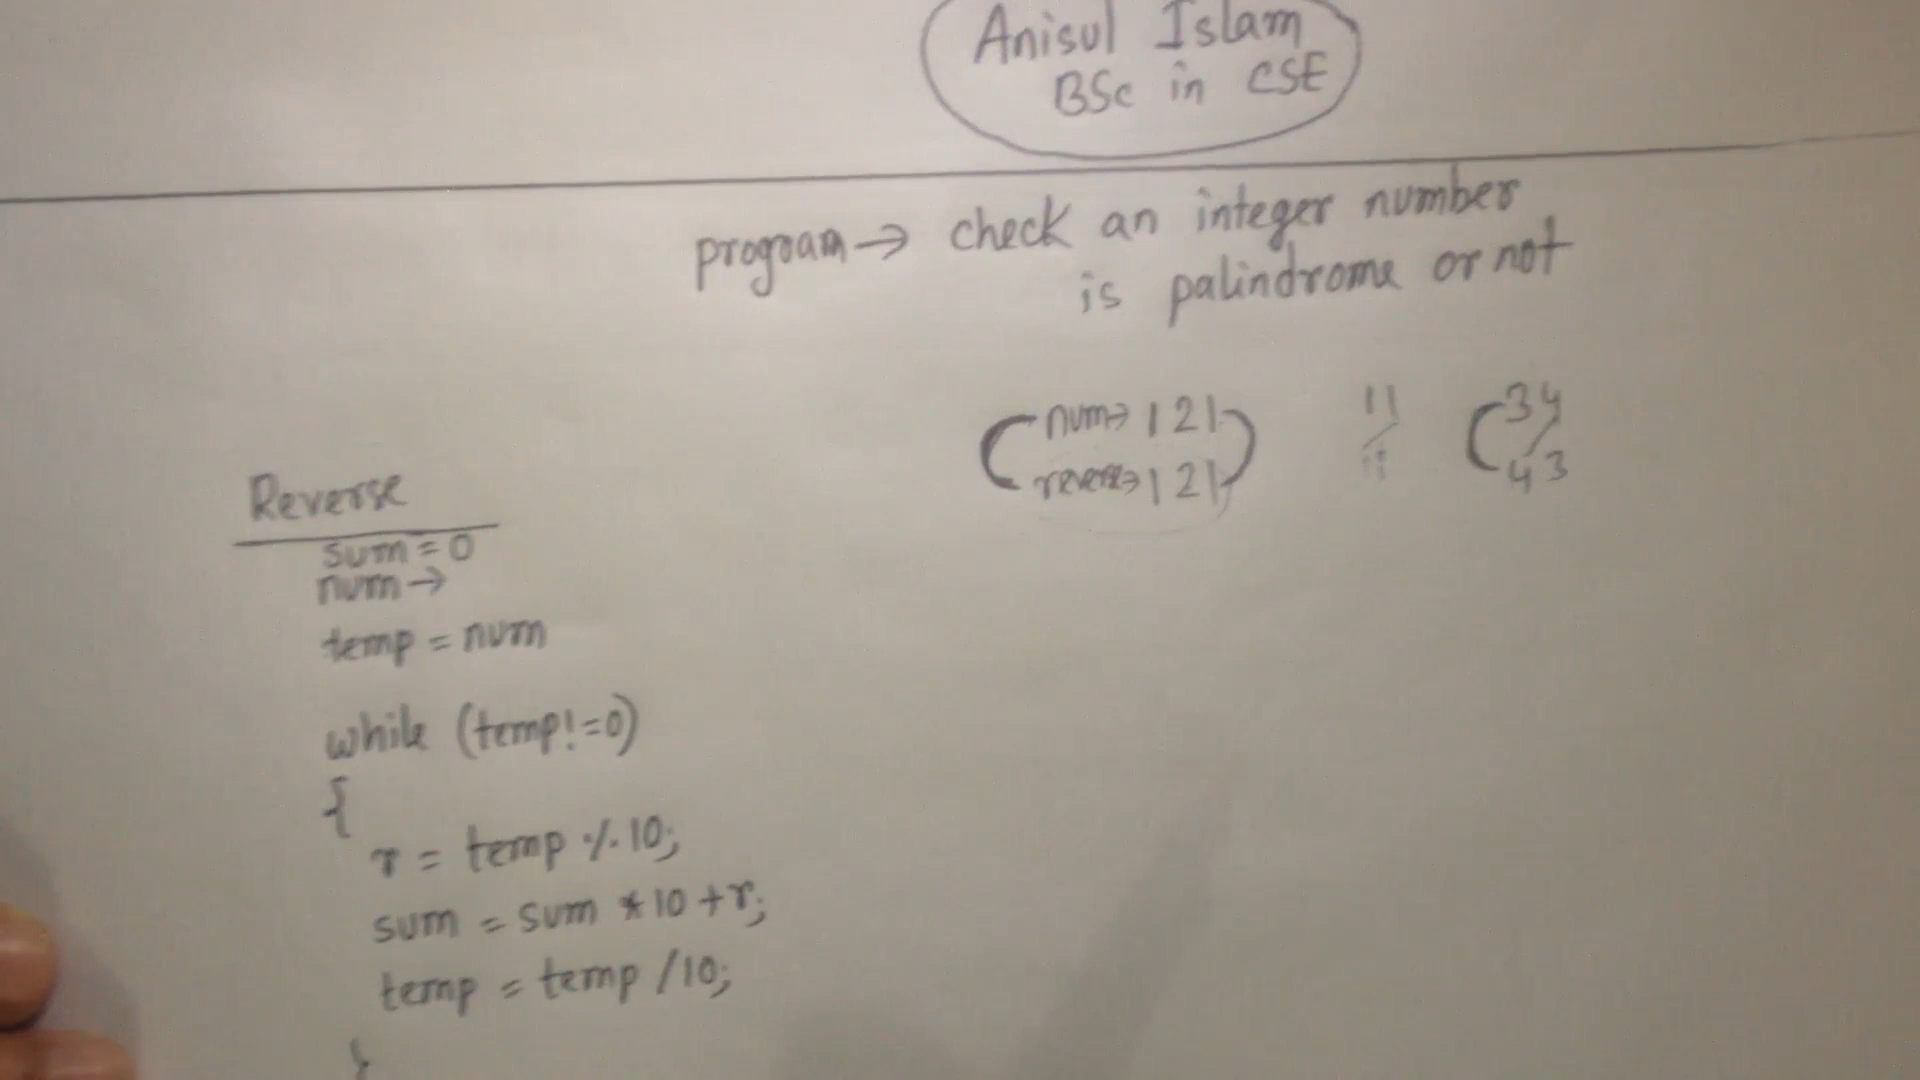 Anisul Islam
BSc in CSE
program → check an integer number
is palindrome or not
num→ 121
reverse→ 121
11
11
34
43
Reverse
sum = 0
num →
temp = num
while (temp!=0)
{
r = temp % 10;
sum = sum * 10 + r;
temp = temp / 10;
}